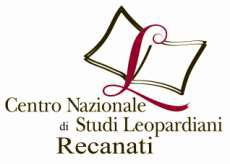 L
Centro Nazionale
di Studi Leopardiani
Recanati